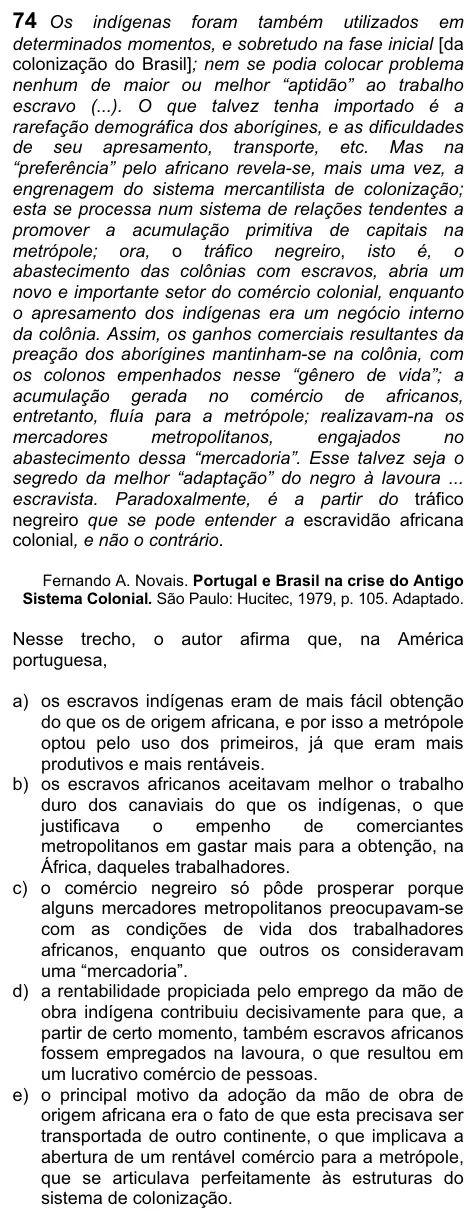 74 Os indígenas foram também utilizados em
determinados momentos, e sobretudo na fase inicial [da
colonização do Brasil]; nem se podia colocar problema
nenhum de maior ou melhor “aptidão” ao trabalho
escravo (...). O que talvez tenha importado é a
rarefação demográfica dos aborígines, e as dificuldades
de seu apresamento, transporte, etc. Mas na
“preferência” pelo africano revela-se, mais uma vez, a
engrenagem do sistema mercantilista de colonização;
esta se processa num sistema de relações tendentes a
promover a acumulação primitiva de capitais na
metrópole; ora, o tráfico negreiro, isto é, o
abastecimento das colônias com escravos, abria um
novo e importante setor do comércio colonial, enquanto
o apresamento dos indígenas era um negócio interno
da colônia. Assim, os ganhos comerciais resultantes da
preação dos aborígines mantinham-se na colônia, com
os colonos empenhados nesse “gênero de vida”; a
acumulação gerada no comércio de africanos,
entretanto, fluía para a metrópole; realizavam-na os
mercadores metropolitanos, engajados no
abastecimento dessa “mercadoria”. Esse talvez seja o
segredo da melhor “adaptação” do negro à lavoura ...
escravista. Paradoxalmente, é a partir do tráfico
negreiro que se pode entender a escravidão africana
colonial, e não o contrário.
Fernando A. Novais. Portugal e Brasil na crise do Antigo
Sistema Colonial. São Paulo: Hucitec, 1979, p. 105. Adaptado.
Nesse trecho, o autor afirma que, na América
portuguesa,
a) os escravos indígenas eram de mais fácil obtenção
do que os de origem africana, e por isso a metrópole
optou pelo uso dos primeiros, já que eram mais
produtivos e mais rentáveis.
b) os escravos africanos aceitavam melhor o trabalho
duro dos canaviais do que os indígenas, o que
justificava o empenho de comerciantes
metropolitanos em gastar mais para a obtenção, na
África, daqueles trabalhadores.
c) o comércio negreiro só pôde prosperar porque
alguns mercadores metropolitanos preocupavam-se
com as condições de vida dos trabalhadores
africanos, enquanto que outros os consideravam
uma “mercadoria”.
d) a rentabilidade propiciada pelo emprego da mão de
obra indígena contribuiu decisivamente para que, a
partir de certo momento, também escravos africanos
fossem empregados na lavoura, o que resultou em
um lucrativo comércio de pessoas.
e) o principal motivo da adoção da mão de obra de
origem africana era o fato de que esta precisava ser
transportada de outro continente, o que implicava a
abertura de um rentável comércio para a metrópole,
que se articulava perfeitamente às estruturas do
sistema de colonização.